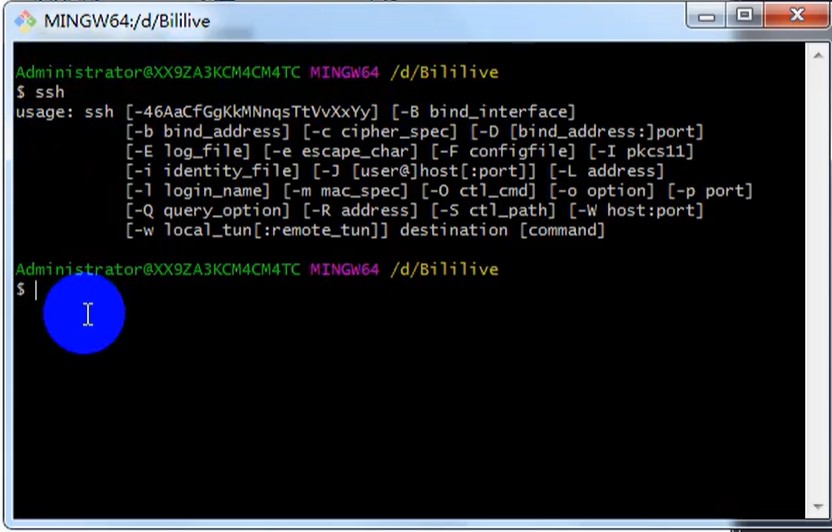 MINGW64:/d/Bililive
Administrator@XX9ZA3KCM4CM4TC MINGW64 /d/Bililive
$ ssh
usage: ssh [-46AaCfGgKkMNnqsTtVvXxYy] [-B bind_interface]
[-b bind_address] [-c cipher_spec] [-D [bind_address:]port]
[-E log_file] [-e escape_char] [-F configfile] [-I pkcs11]
[-i identity_file] [-J [user@]host[:port]] [-L address]
[-l login_name] [-m mac_spec] [-O ctl_cmd] [-o option] [-p port]
[-Q query_option] [-R address] [-S ctl_path] [-W host:port]
[-w local_tun[:remote_tun]] destination [command]
Administrator@XX9ZA3KCM4CM4TC MINGW64 /d/Bililive
$